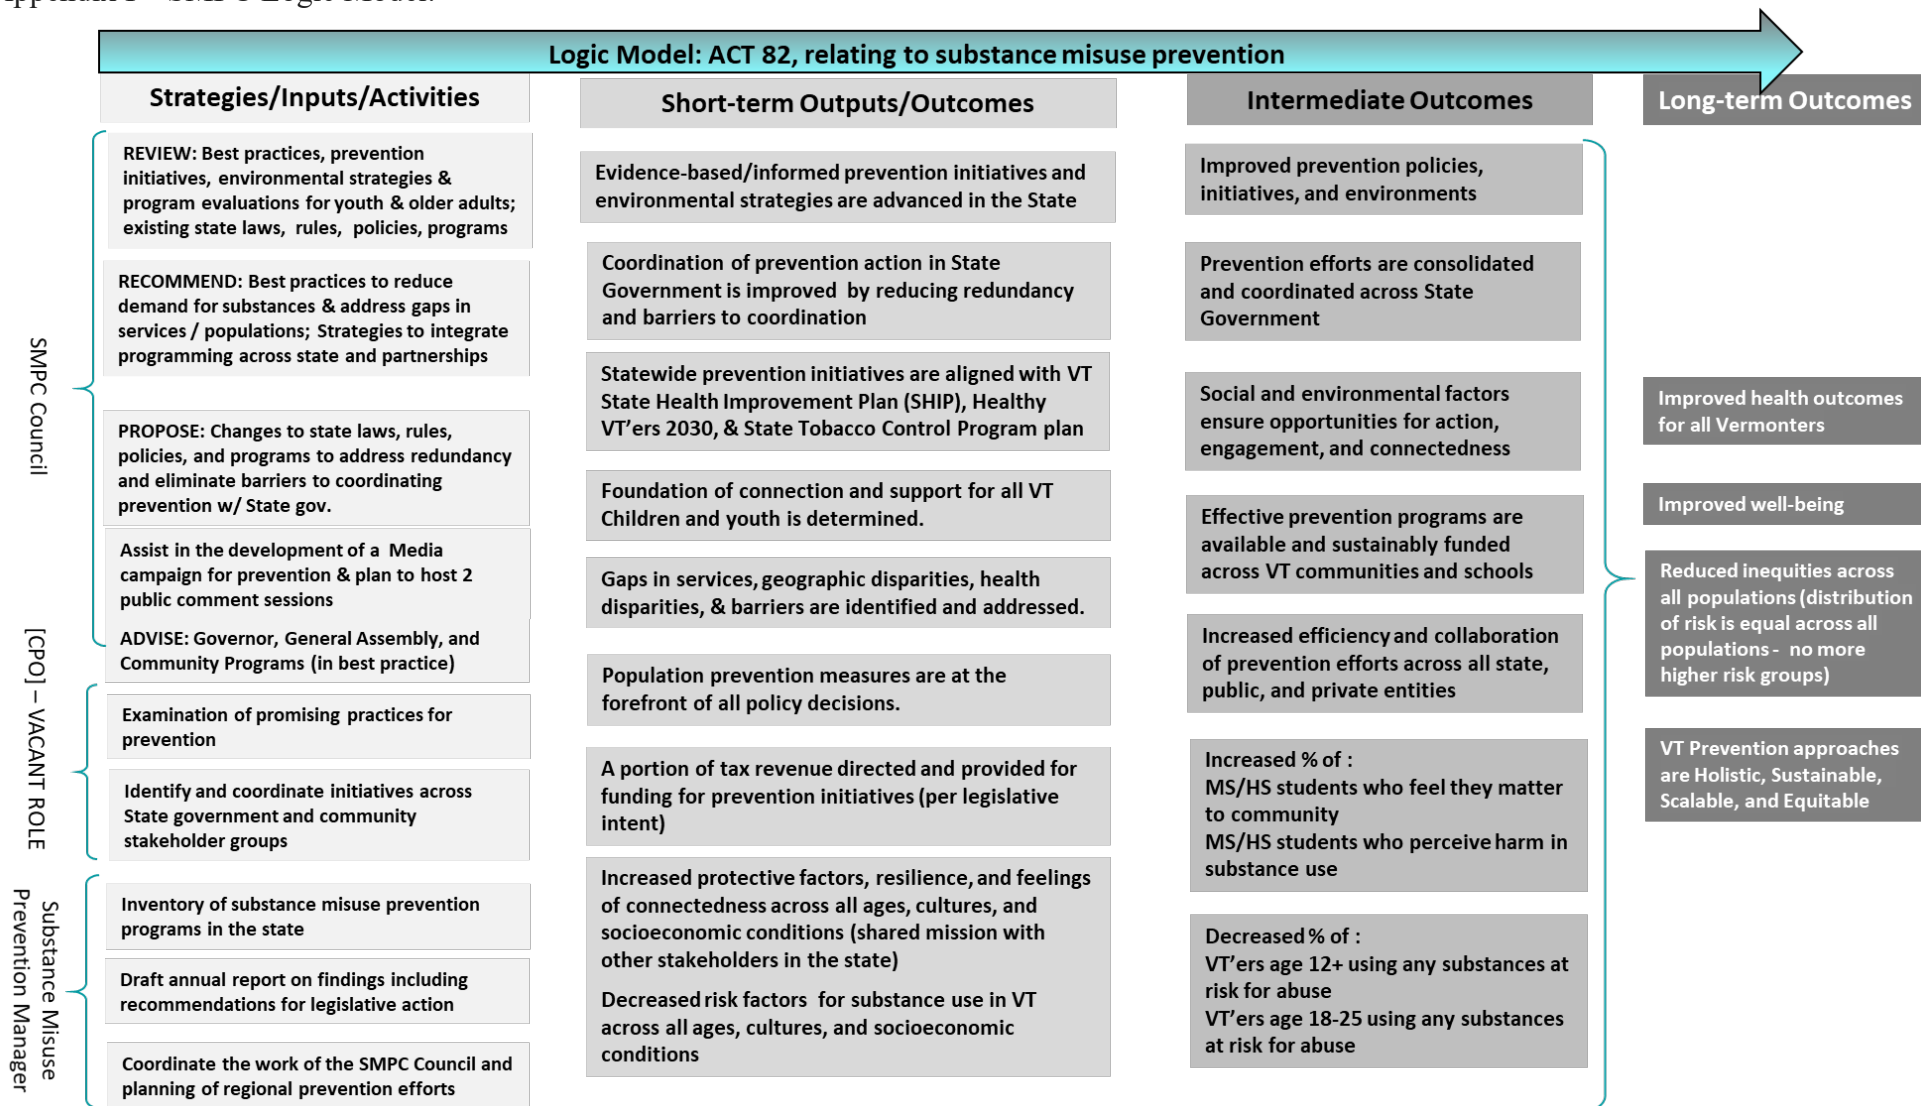 Appendix I – SMPC Logic Model:
Logic Model: ACT 82, relating to substance misuse prevention
Strategies/Inputs/Activities
SMPC Council
REVIEW: Best practices, prevention
initiatives, environmental strategies &
program evaluations for youth & older adults;
existing state laws, rules, policies, programs
RECOMMEND: Best practices to reduce
demand for substances & address gaps in
services / populations; Strategies to integrate
programming across state and partnerships
PROPOSE: Changes to state laws, rules,
policies, and programs to address redundancy
and eliminate barriers to coordinating
prevention w/ State gov.
Assist in the development of a Media
campaign for prevention & plan to host 2
public comment sessions
ADVISE: Governor, General Assembly, and
Community Programs (in best practice)
[CPO] – VACANT ROLE
Examination of promising practices for
prevention
Identify and coordinate initiatives across
State government and community
stakeholder groups
Substance Misuse
Prevention Manager
Inventory of substance misuse prevention
programs in the state
Draft annual report on findings including
recommendations for legislative action
Coordinate the work of the SMPC Council and
planning of regional prevention efforts
Short-term Outputs/Outcomes
Evidence-based/informed prevention initiatives and
environmental strategies are advanced in the State
Coordination of prevention action in State
Government is improved by reducing redundancy
and barriers to coordination
Statewide prevention initiatives are aligned with VT
State Health Improvement Plan (SHIP), Healthy
VT'ers 2030, & State Tobacco Control Program plan
Foundation of connection and support for all VT
Children and youth is determined.
Gaps in services, geographic disparities, health
disparities, & barriers are identified and addressed.
Population prevention measures are at the
forefront of all policy decisions.
A portion of tax revenue directed and provided for
funding for prevention initiatives (per legislative
intent)
Increased protective factors, resilience, and feelings
of connectedness across all ages, cultures, and
socioeconomic conditions (shared mission with
other stakeholders in the state)
Decreased risk factors for substance use in VT
across all ages, cultures, and socioeconomic
conditions
Intermediate Outcomes
Improved prevention policies,
initiatives, and environments
Prevention efforts are consolidated
and coordinated across State
Government
Social and environmental factors
ensure opportunities for action,
engagement, and connectedness
Effective prevention programs are
available and sustainably funded
across VT communities and schools
Increased efficiency and collaboration
of prevention efforts across all state,
public, and private entities
Increased % of :
MS/HS students who feel they matter
to community
MS/HS students who perceive harm in
substance use
Decreased % of :
VT'ers age 12+ using any substances at
risk for abuse
VT'ers age 18-25 using any substances
at risk for abuse
Long-term Outcomes
Improved health outcomes
for all Vermonters
Improved well-being
Reduced inequities across
all populations (distribution
of risk is equal across all
populations - no more
higher risk groups)
VT Prevention approaches
are Holistic, Sustainable,
Scalable, and Equitable